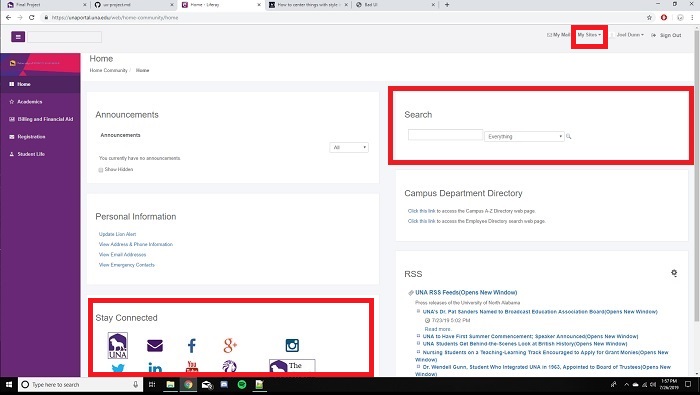 Final Project
ux-project.md
Home - Liferay
How to center things with style
Bad UI
https://unaportal.una.edu/web/home-community/home
My Mail
My Sites
Joel Dunn
Sign Out
Home
Home Community
Home
Home
Academics
Billing and Financial Aid
Registration
Student Life
Announcements
Announcements
All
You currently have no announcements.
Show Hidden
Personal Information
Update Lion Alert
View Address & Phone Information
View Email Addresses
View Emergency Contacts
Stay Connected
UNA
The
Search
Everything
Campus Department Directory
Click this link to access the Campus A-Z Directory web page.
Click this link to access the Employee Directory search web page.
RSS
UNA RSS Feeds(Opens New Window)
Press releases of the University of North Alabama
UNA's Dr. Pat Sanders Named to Broadcast Education Association Board(Opens New Window)
7/23/19 5:02 PM
Read more
UNA to Have First Summer Commencement; Speaker Announced(Opens New Window)
UNA Students Get Behind-the-Scenes Look at British History(Opens New Window)
Nursing Students on a Teaching-Learning Track Encouraged to Apply for Grant Monies(Opens New Window)
Dr. Wendell Gunn, Student Who Integrated UNA in 1963, Appointed to Board of Trustees(Opens New Window)
Type here to search
1:57 PM
7/26/2019